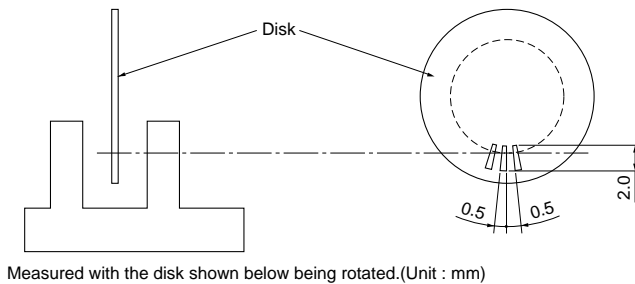 Disk
0.5
0.5
2.0
Measured with the disk shown below being rotated.(Unit : mm)